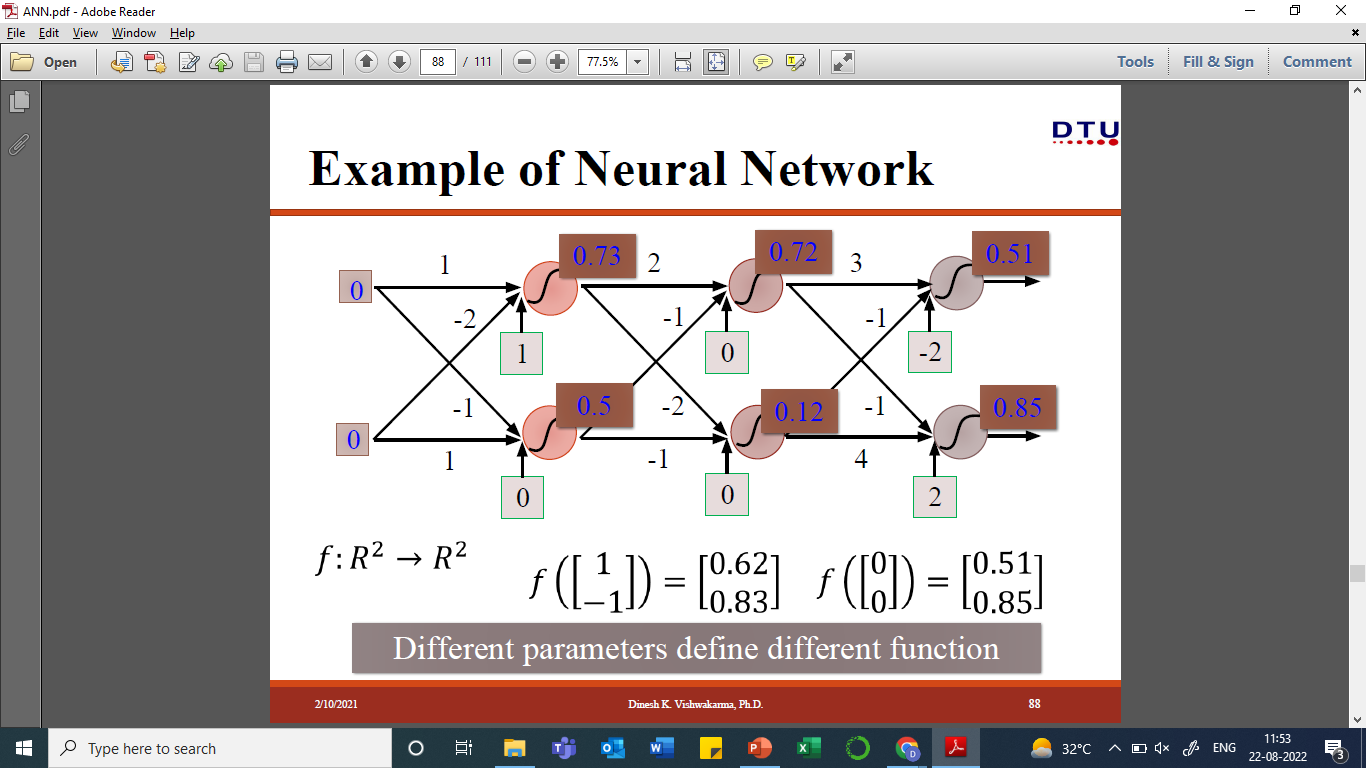 ANN.pdf - Adobe Reader
File Edit View Window Help
Open 88 / 111 77.5% Tools Fill & Sign Comment
DTU
Example of Neural Network
0.73 0.72 0.51
1 2 3
0
-2 -1 -1
1 0 -2
0.5 0.12 0.85
-1 -2 -1
0
1 -1 4
0 0 2
f: R² → R²
f([1 -1]) = [0.62 0.83] f([0 0]) = [0.51 0.85]
Different parameters define different function
2/10/2021 Dinesh K. Vishwakarma, Ph.D. 88
Type here to search 32°C ENG 11:53
22-08-2022 3